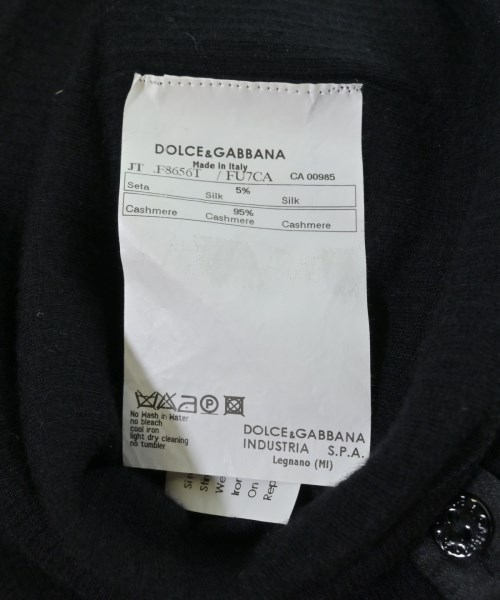 DOLCE&GABBANA
Made in Italy
JT .F8656T / FU7CA CA 00985
Seta Silk 5% Silk
Cashmere Cashmere 95% Cashmere
P
No Wash in Water
no bleach
cool iron
light dry cleaning
no tumbler
DOLCE&GABBANA
INDUSTRIA S.P.A.
Legnano (MI)